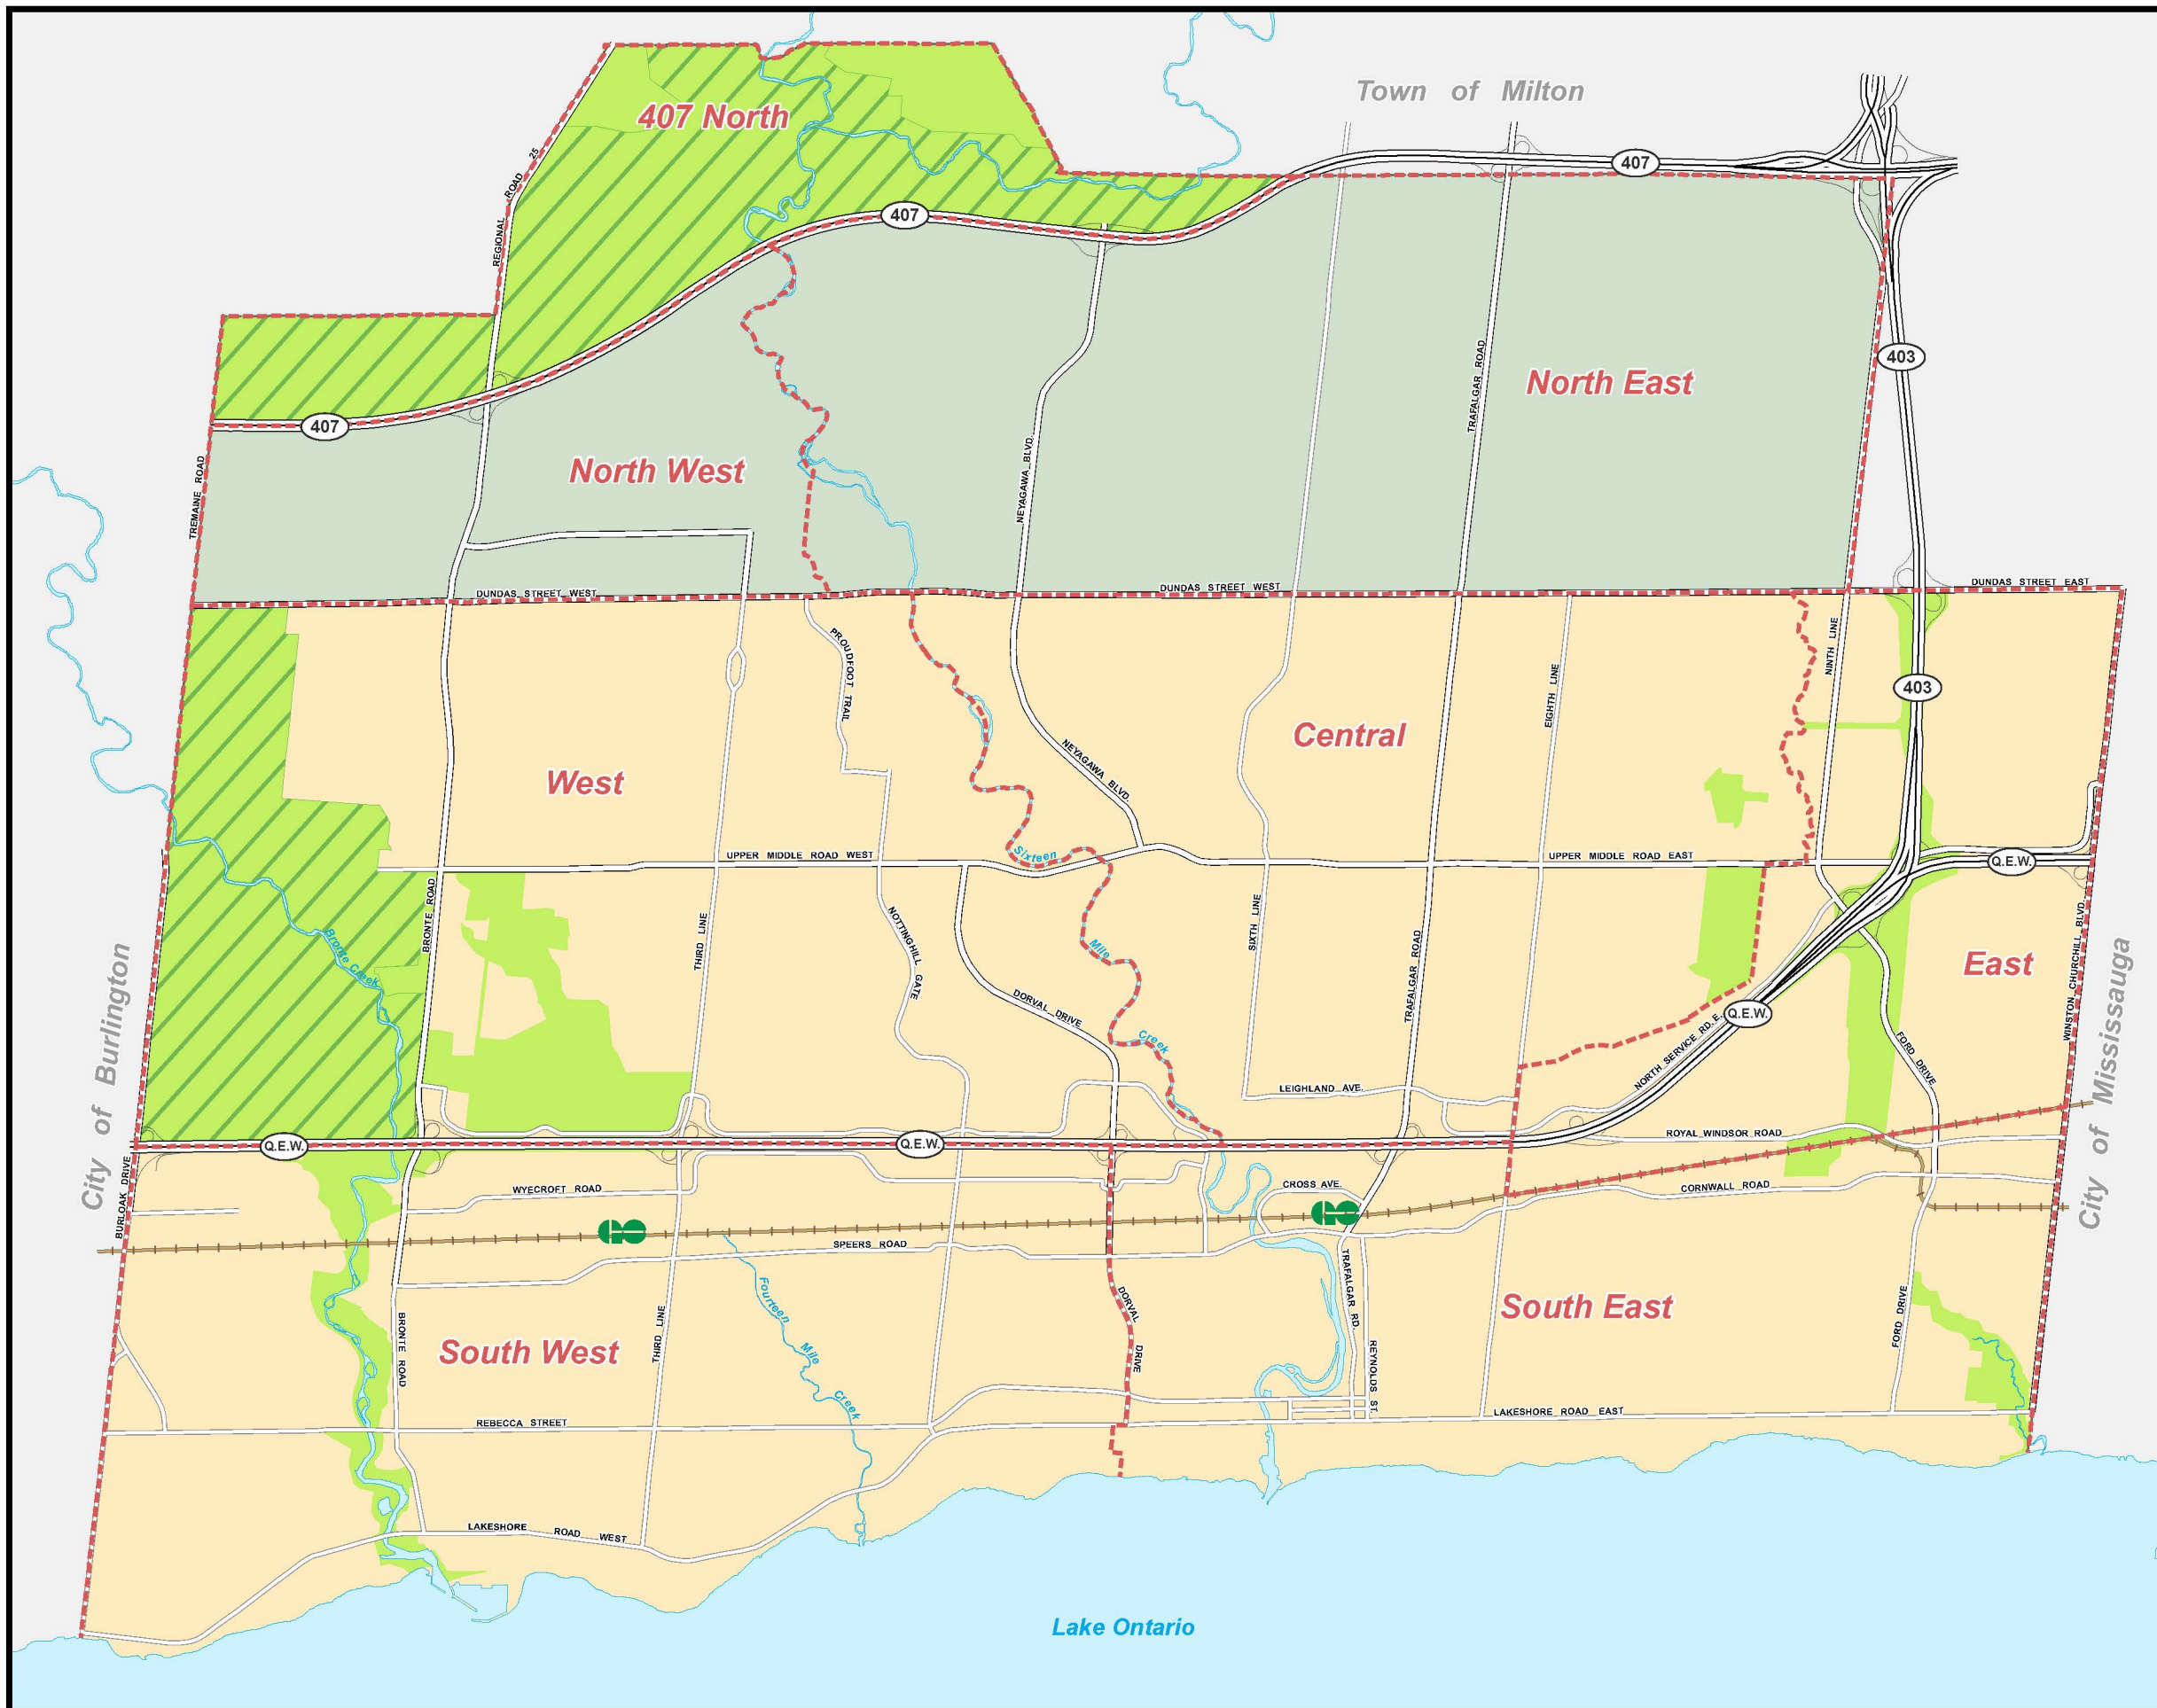 Town of Milton
407 North
407
ROAD 25
REGIONAL
407
403
North East
TRAFALGAR ROAD
407
North West
NEYAGAWA BLVD.
TREMAINE ROAD
DUNDAS STREET WEST
DUNDAS STREET WEST
DUNDAS STREET EAST
PROUDFOOT TRAIL
NINTH LINE
EIGHTH LINE
403
Central
West
NEYAGAWA BLVD.
UPPER MIDDLE ROAD WEST
Sixteen
UPPER MIDDLE ROAD EAST
Q.E.W.
BRONTE ROAD
THIRD LINE
NOTTINGHILL GATE
Mile
SIXTH LINE
TRAFALGAR ROAD
East
WINSTON CHURCHILL BLVD.
Bronte Creek
DORVAL DRIVE
Creek
Q.E.W.
City of Burlington
City of Mississauga
NORTH SERVICE RD. E.
FORD DRIVE
LEIGHLAND AVE.
Q.E.W.
Q.E.W.
ROYAL WINDSOR ROAD
BURLOAK DRIVE
WYECROFT ROAD
CROSS AVE.
CORNWALL ROAD
GO
GO
SPEERS ROAD
TRAFALGAR RD.
DORVAL DRIVE
Fourteen Mile Creek
South East
BRONTE ROAD
South West
THIRD LINE
REYNOLDS ST.
FORD DRIVE
REBECCA STREET
LAKESHORE ROAD EAST
LAKESHORE ROAD WEST
Lake Ontario